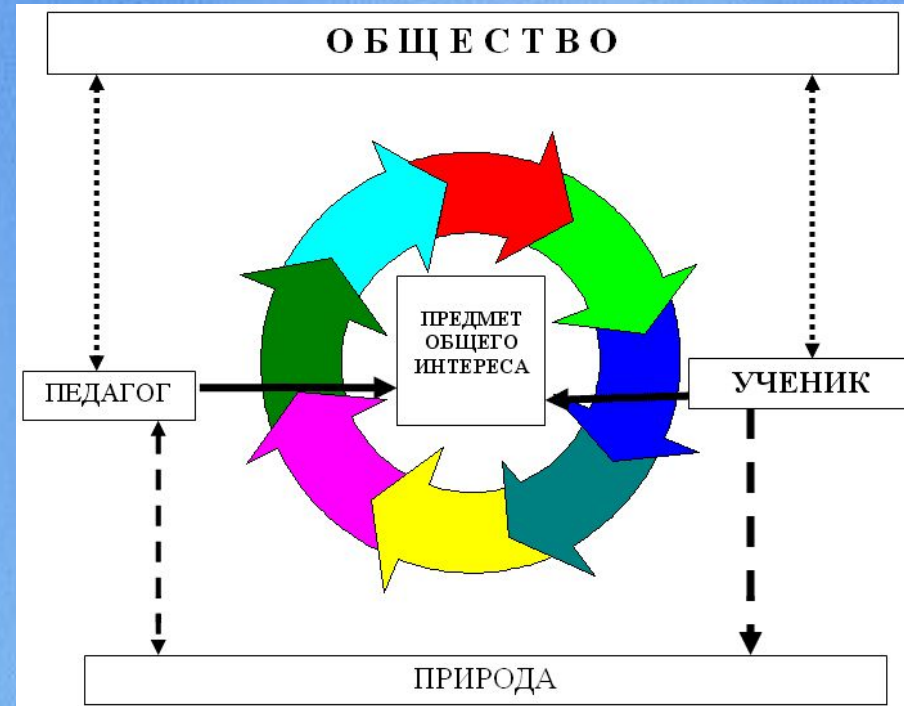 ОБЩЕСТВО
ПРЕДМЕТ
ОБЩЕГО
ИНТЕРЕСА
ПЕДАГОГ
УЧЕНИК
ПРИРОДА